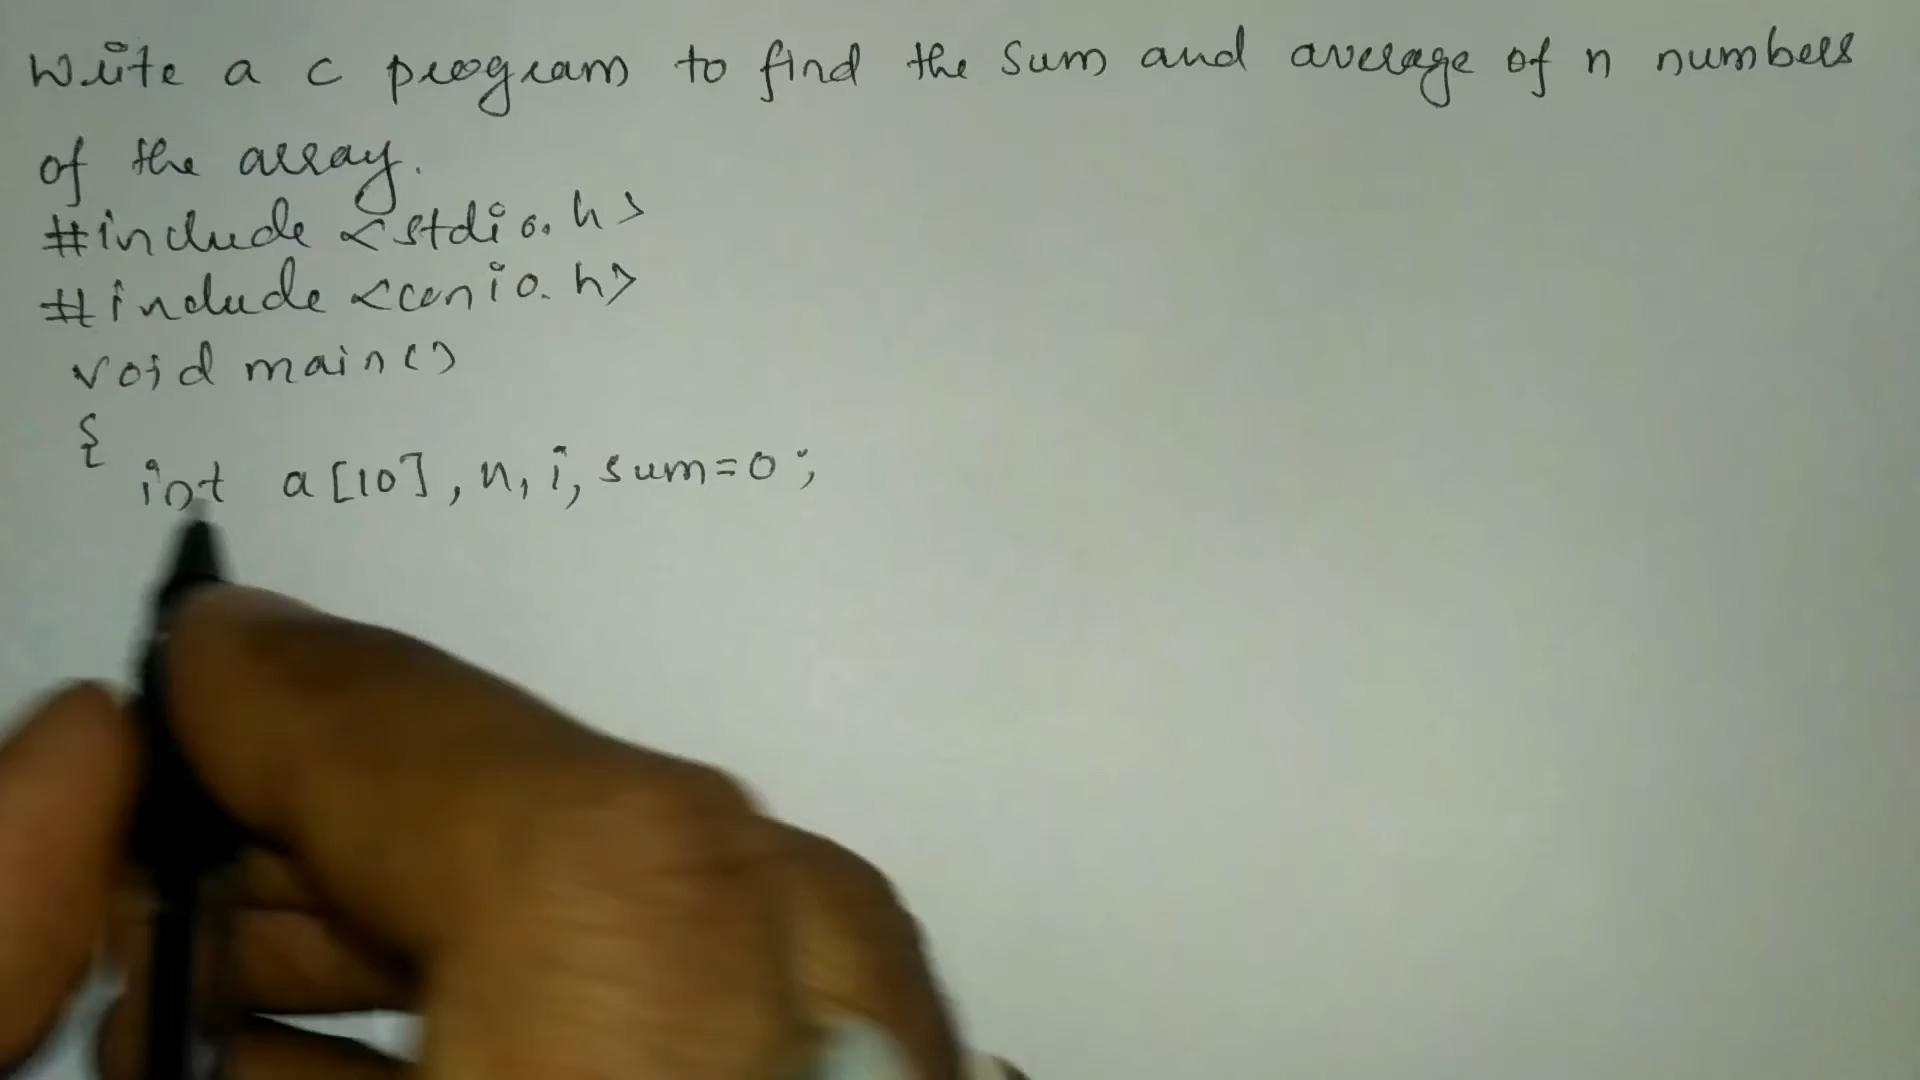 Write a c program to find the sum and average of n numbers
of the array.
#include <stdio.h>
#include <conio.h>
void main()
{
int a[10], n, i, sum=0;